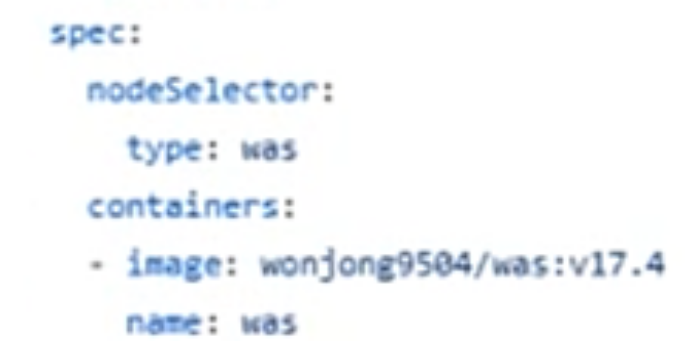 spec:
  nodeSelector:
    type: was
  containers:
  - image: wonjong9504/was:v17.4
    name: was